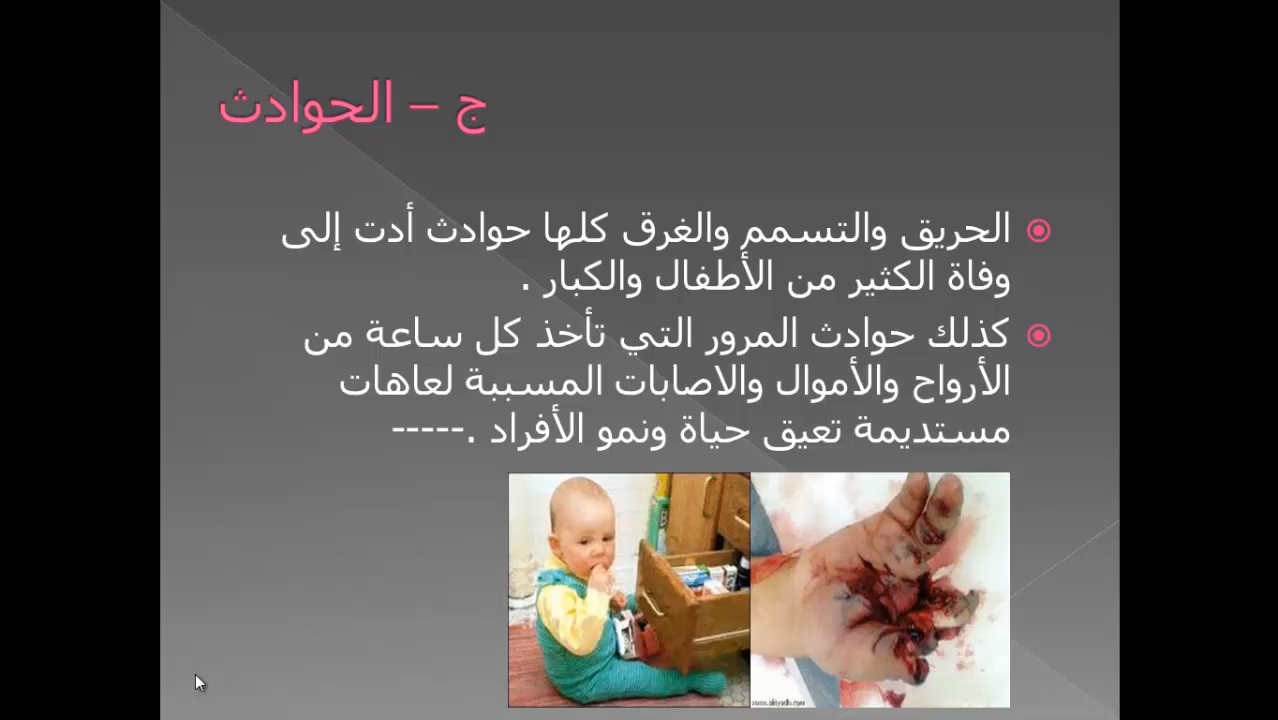 ج – الحوادث
الحريق والتسمم والغرق كلها حوادث أدت إلى
وفاة الكثير من الأطفال والكبار .
كذلك حوادث المرور التي تأخذ كل ساعة من
الأرواح والأموال والاصابات المسببة لعاهات
مستديمة تعيق حياة ونمو الأفراد .-----